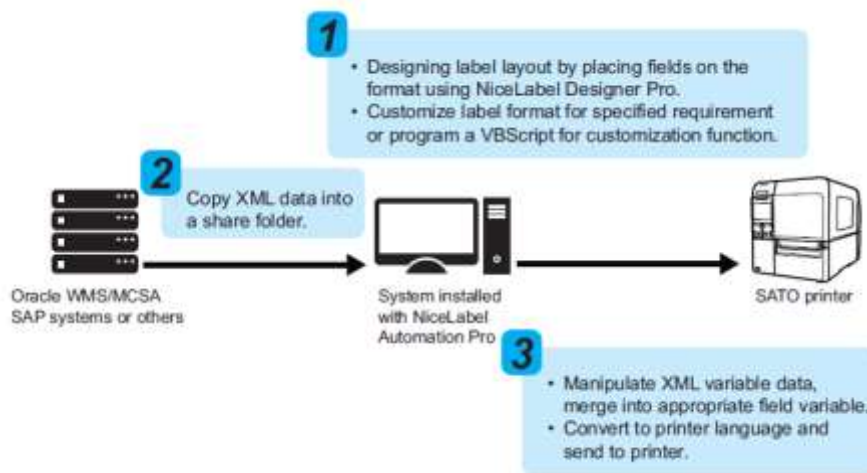 1
• Designing label layout by placing fields on the
format using NiceLabel Designer Pro.
• Customize label format for specified requirement
or program a VBScript for customization function.
2
Copy XML data into
a share folder.
Oracle WMS/MCSA
SAP systems or others
System installed
with NiceLabel
Automation Pro
SATO printer
3
• Manipulate XML variable data,
merge into appropriate field variable.
• Convert to printer language and
send to printer.